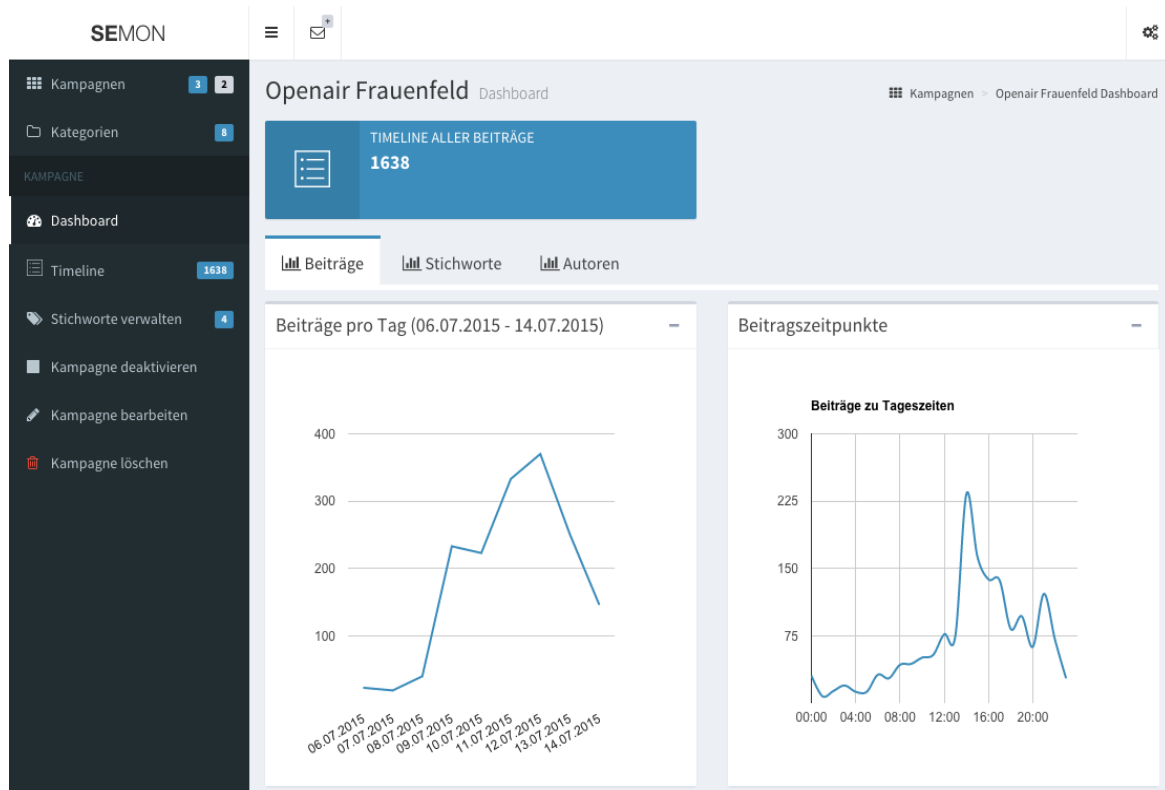 SEMON
+
Kampagnen 3 2
Kategorien 8
KAMPAGNE
Dashboard
Timeline 1638
Stichworte verwalten 4
Kampagne deaktivieren
Kampagne bearbeiten
Kampagne löschen
Openair Frauenfeld Dashboard
Kampagnen > Openair Frauenfeld Dashboard
TIMELINE ALLER BEITRÄGE
1638
Beiträge Stichworte Autoren
Beiträge pro Tag (06.07.2015 - 14.07.2015)
400
300
200
100
06.07.2015 07.07.2015 08.07.2015 09.07.2015 10.07.2015 11.07.2015 12.07.2015 13.07.2015 14.07.2015
Beitragszeitpunkte
Beiträge zu Tageszeiten
300
225
150
75
00:00 04:00 08:00 12:00 16:00 20:00